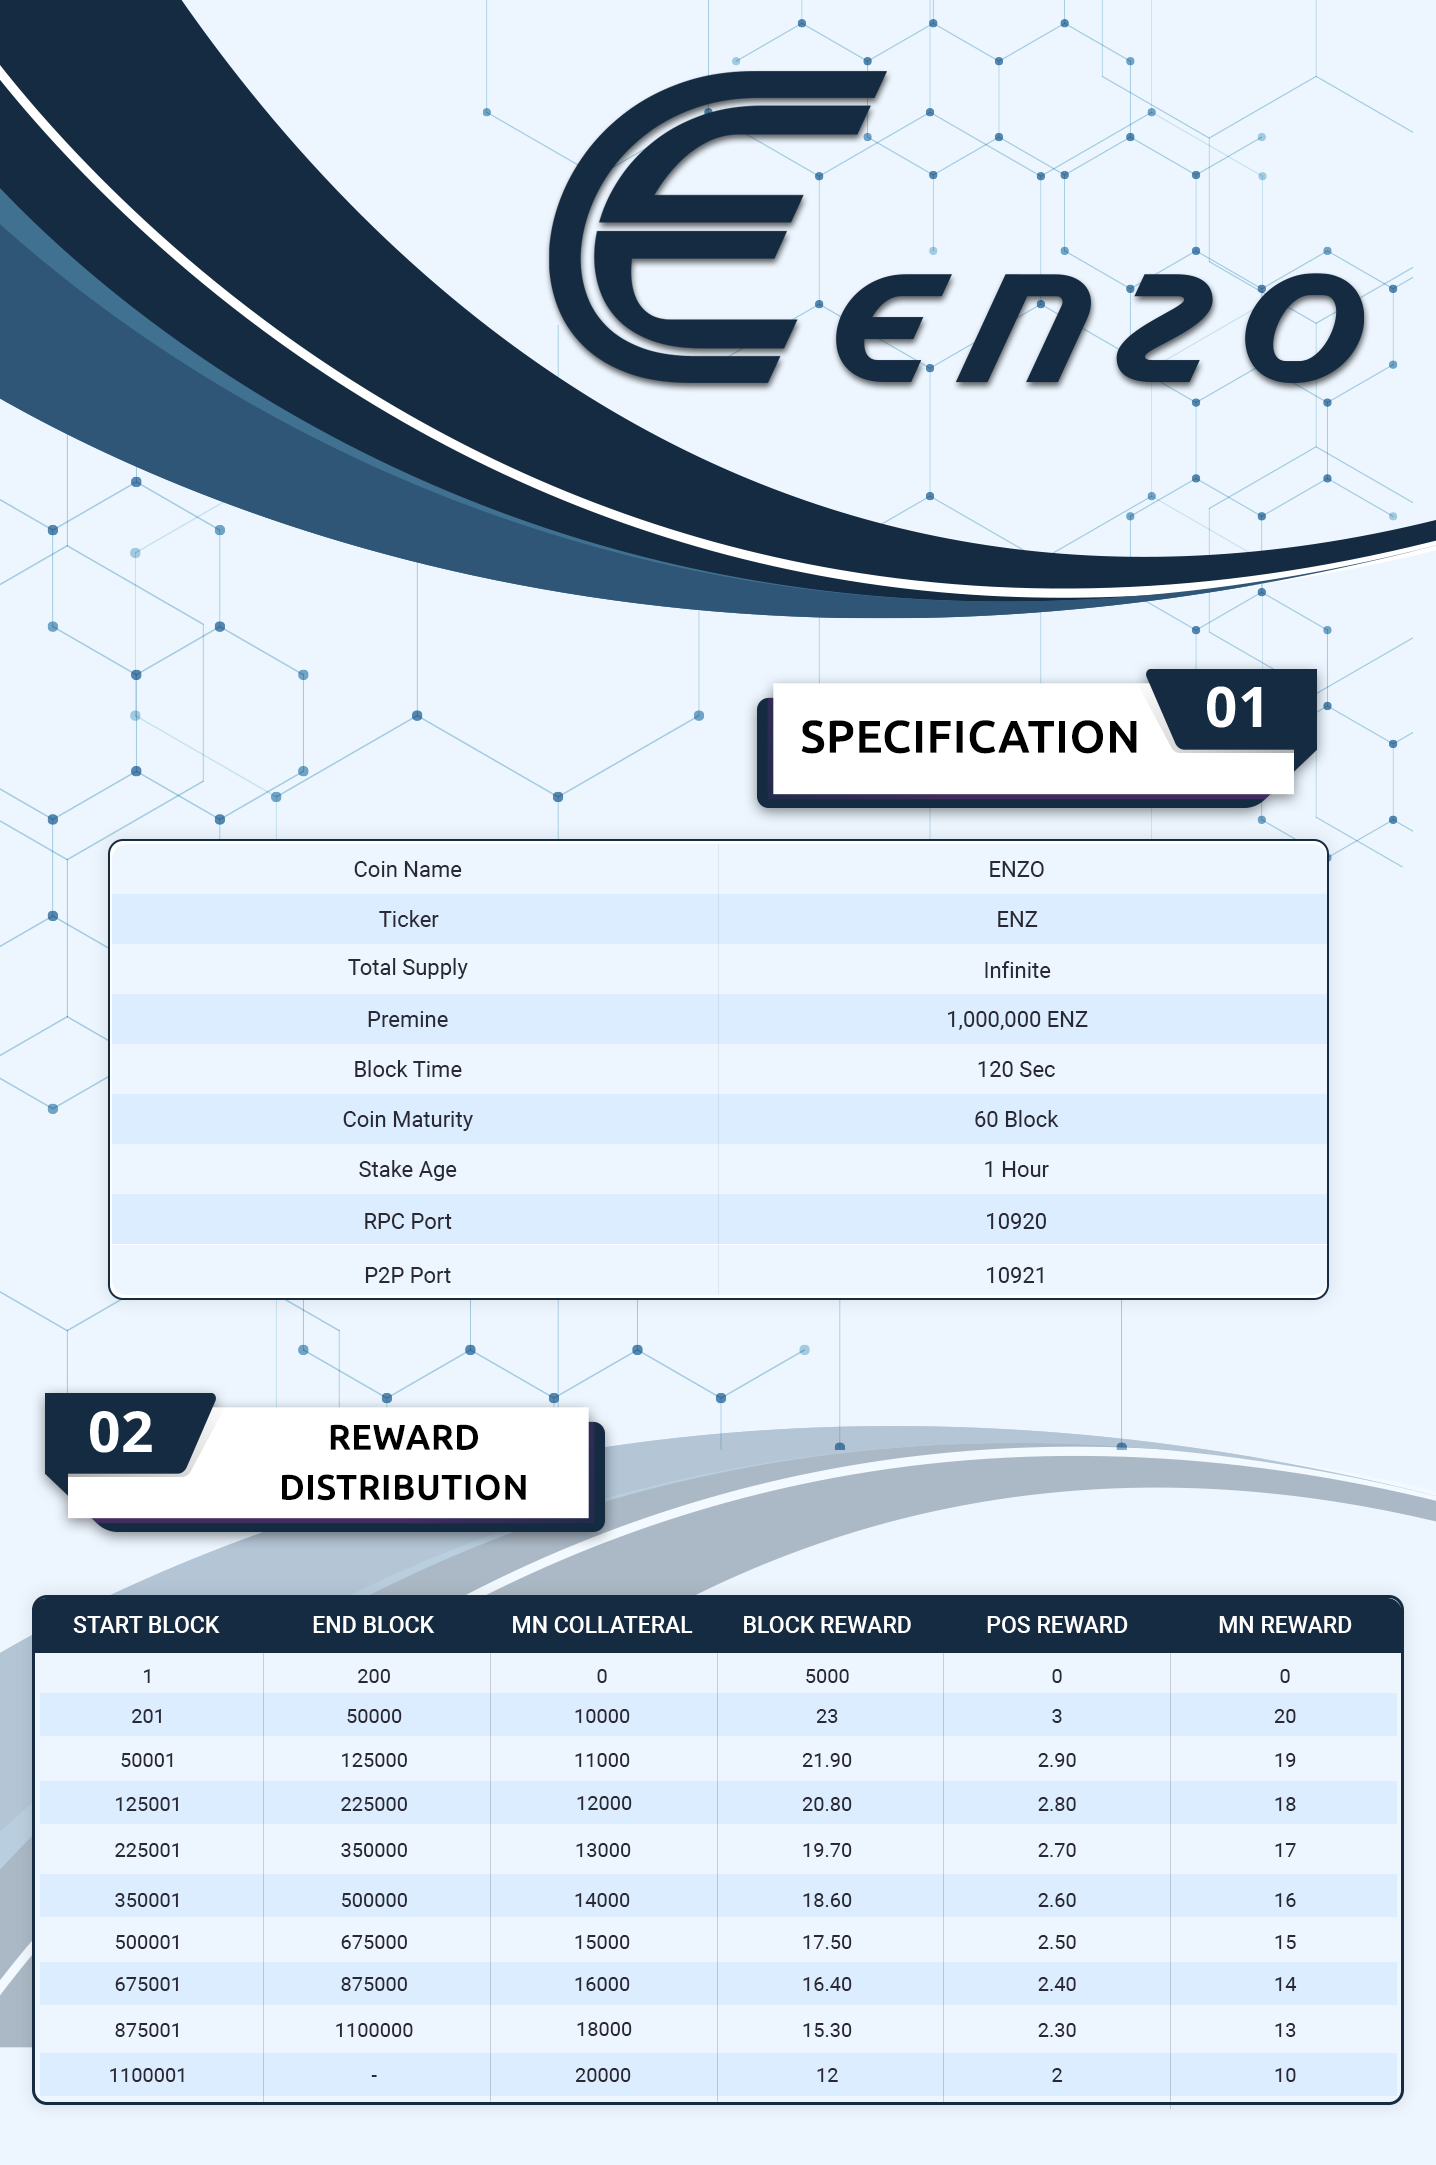 Eenzo
01
SPECIFICATION
Coin Name ENZO
Ticker ENZ
Total Supply Infinite
Premine 1,000,000 ENZ
Block Time 120 Sec
Coin Maturity 60 Block
Stake Age 1 Hour
RPC Port 10920
P2P Port 10921
02
REWARD
DISTRIBUTION
START BLOCK END BLOCK MN COLLATERAL BLOCK REWARD POS REWARD MN REWARD
1 200 0 5000 0 0
201 50000 10000 23 3 20
50001 125000 11000 21.90 2.90 19
125001 225000 12000 20.80 2.80 18
225001 350000 13000 19.70 2.70 17
350001 500000 14000 18.60 2.60 16
500001 675000 15000 17.50 2.50 15
675001 875000 16000 16.40 2.40 14
875001 1100000 18000 15.30 2.30 13
1100001 - 20000 12 2 10